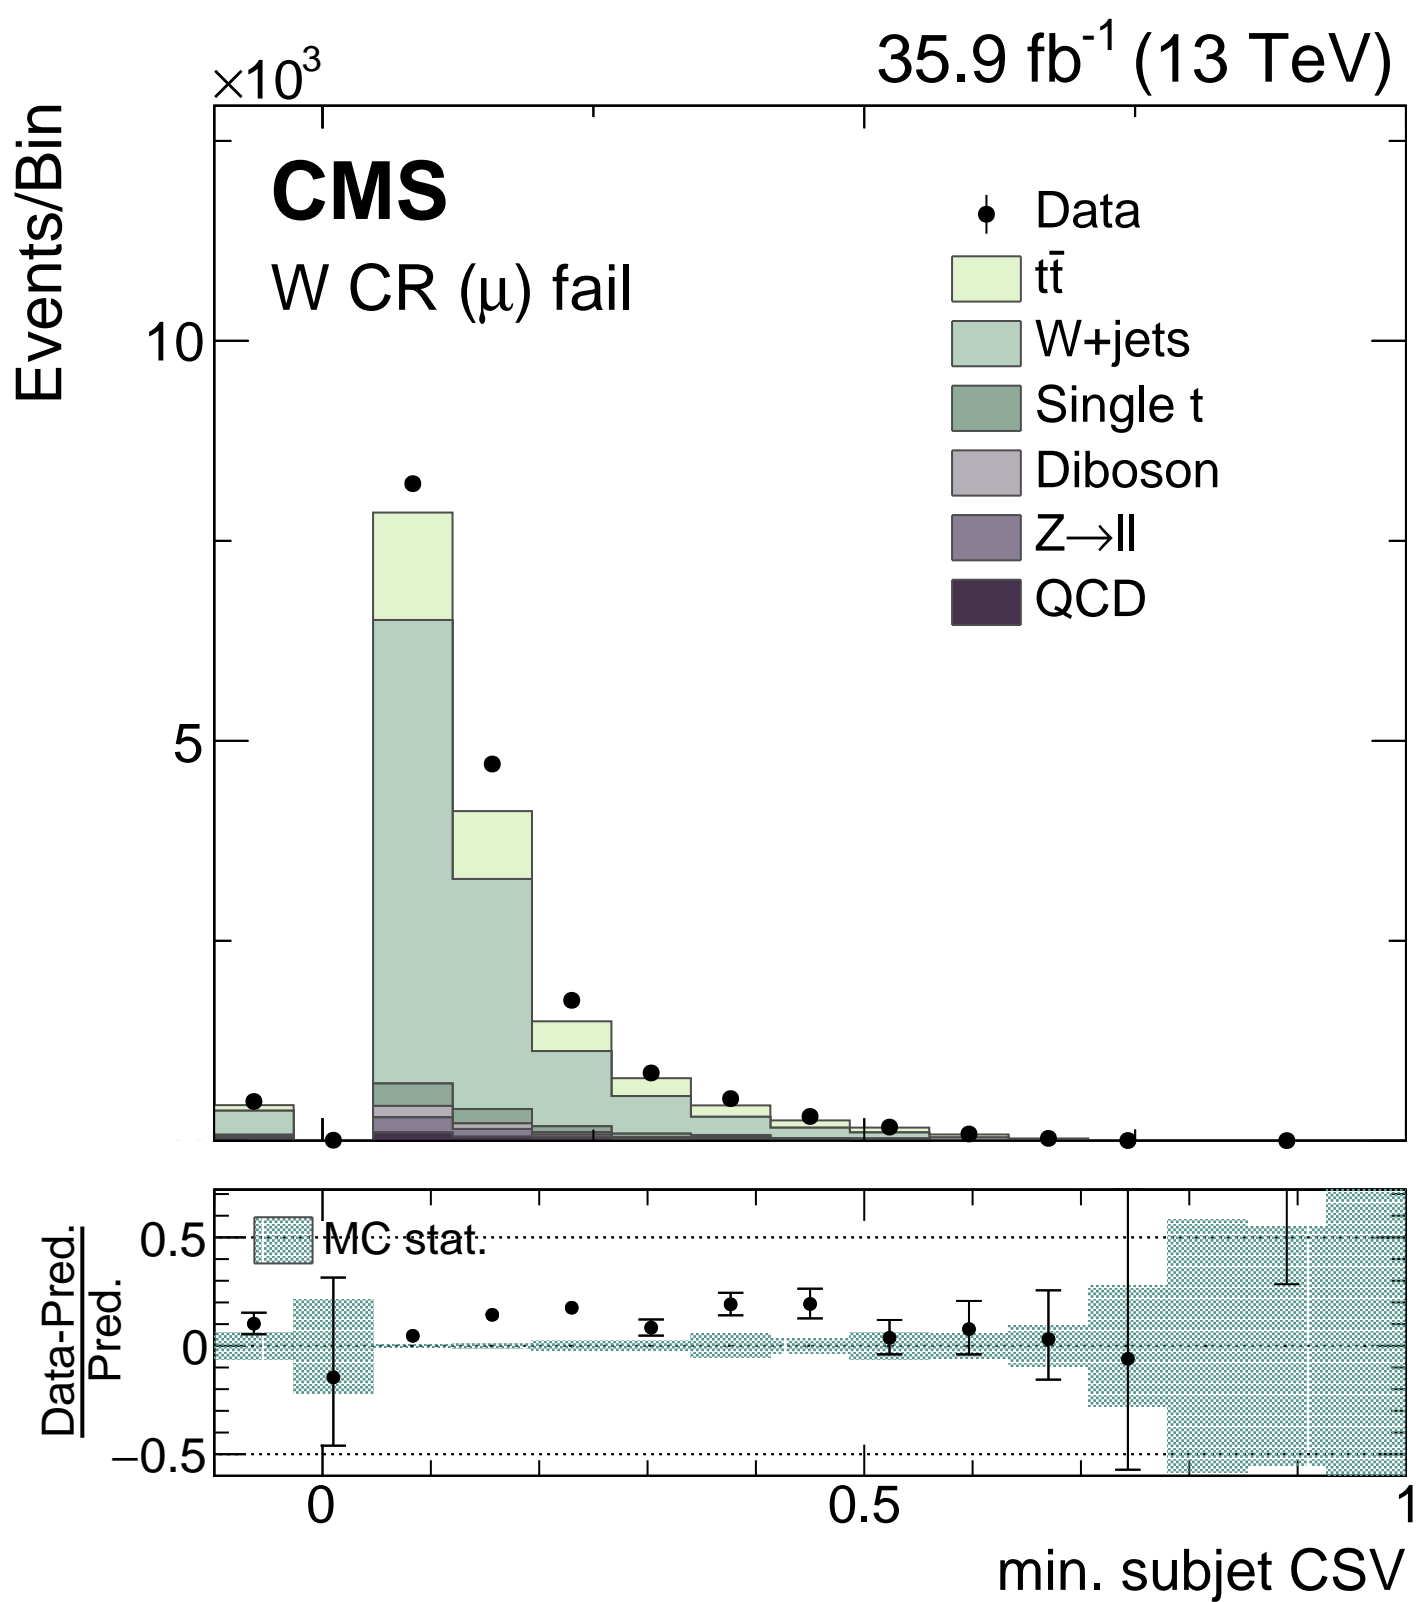 ×10³
35.9 fb⁻¹ (13 TeV)
Events/Bin
CMS
W CR (μ) fail
10
5
Data
tt̄
W+jets
Single t
Diboson
Z→ll
QCD
Data-Pred.
Pred.
MC stat.
0.5
0
−0.5
0
0.5
1
min. subjet CSV